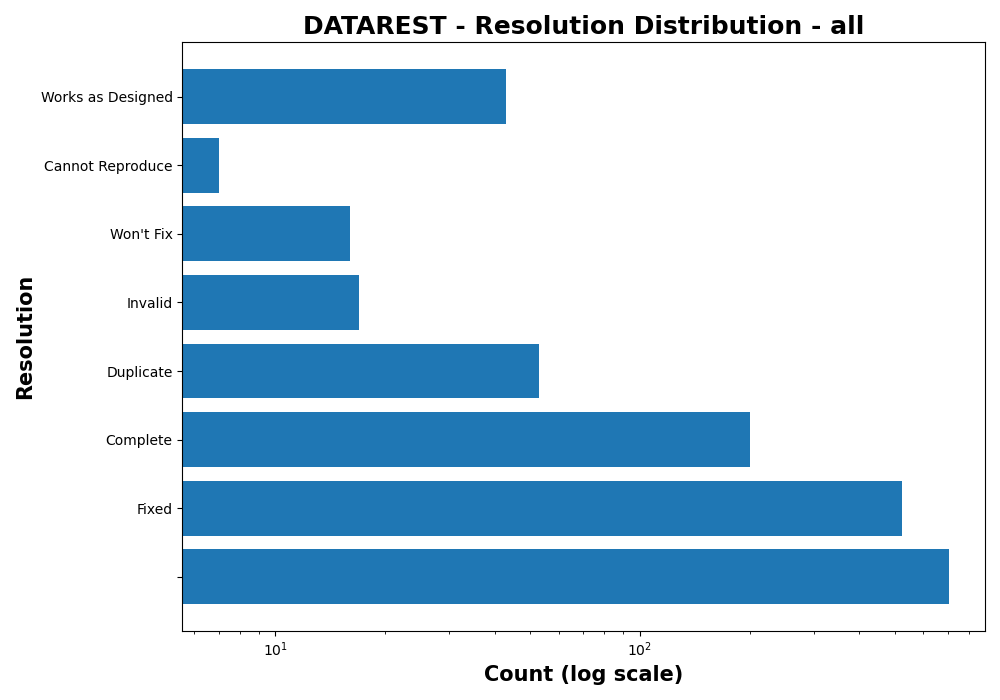 DATAREST - Resolution Distribution - all
Works as Designed
Cannot Reproduce
Won't Fix
Invalid
Duplicate
Complete
Fixed
Resolution
10¹
10²
Count (log scale)